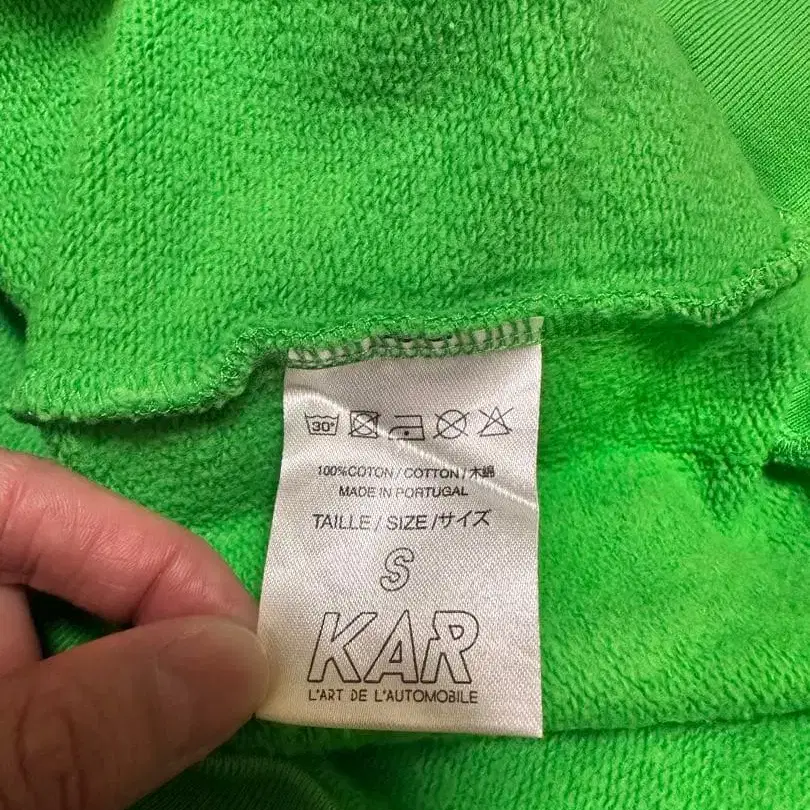 30°
100%COTON / COTTON / 木綿
MADE IN PORTUGAL
TAILLE / SIZE /サイズ
S
KAR
L'ART DE L'AUTOMOBILE